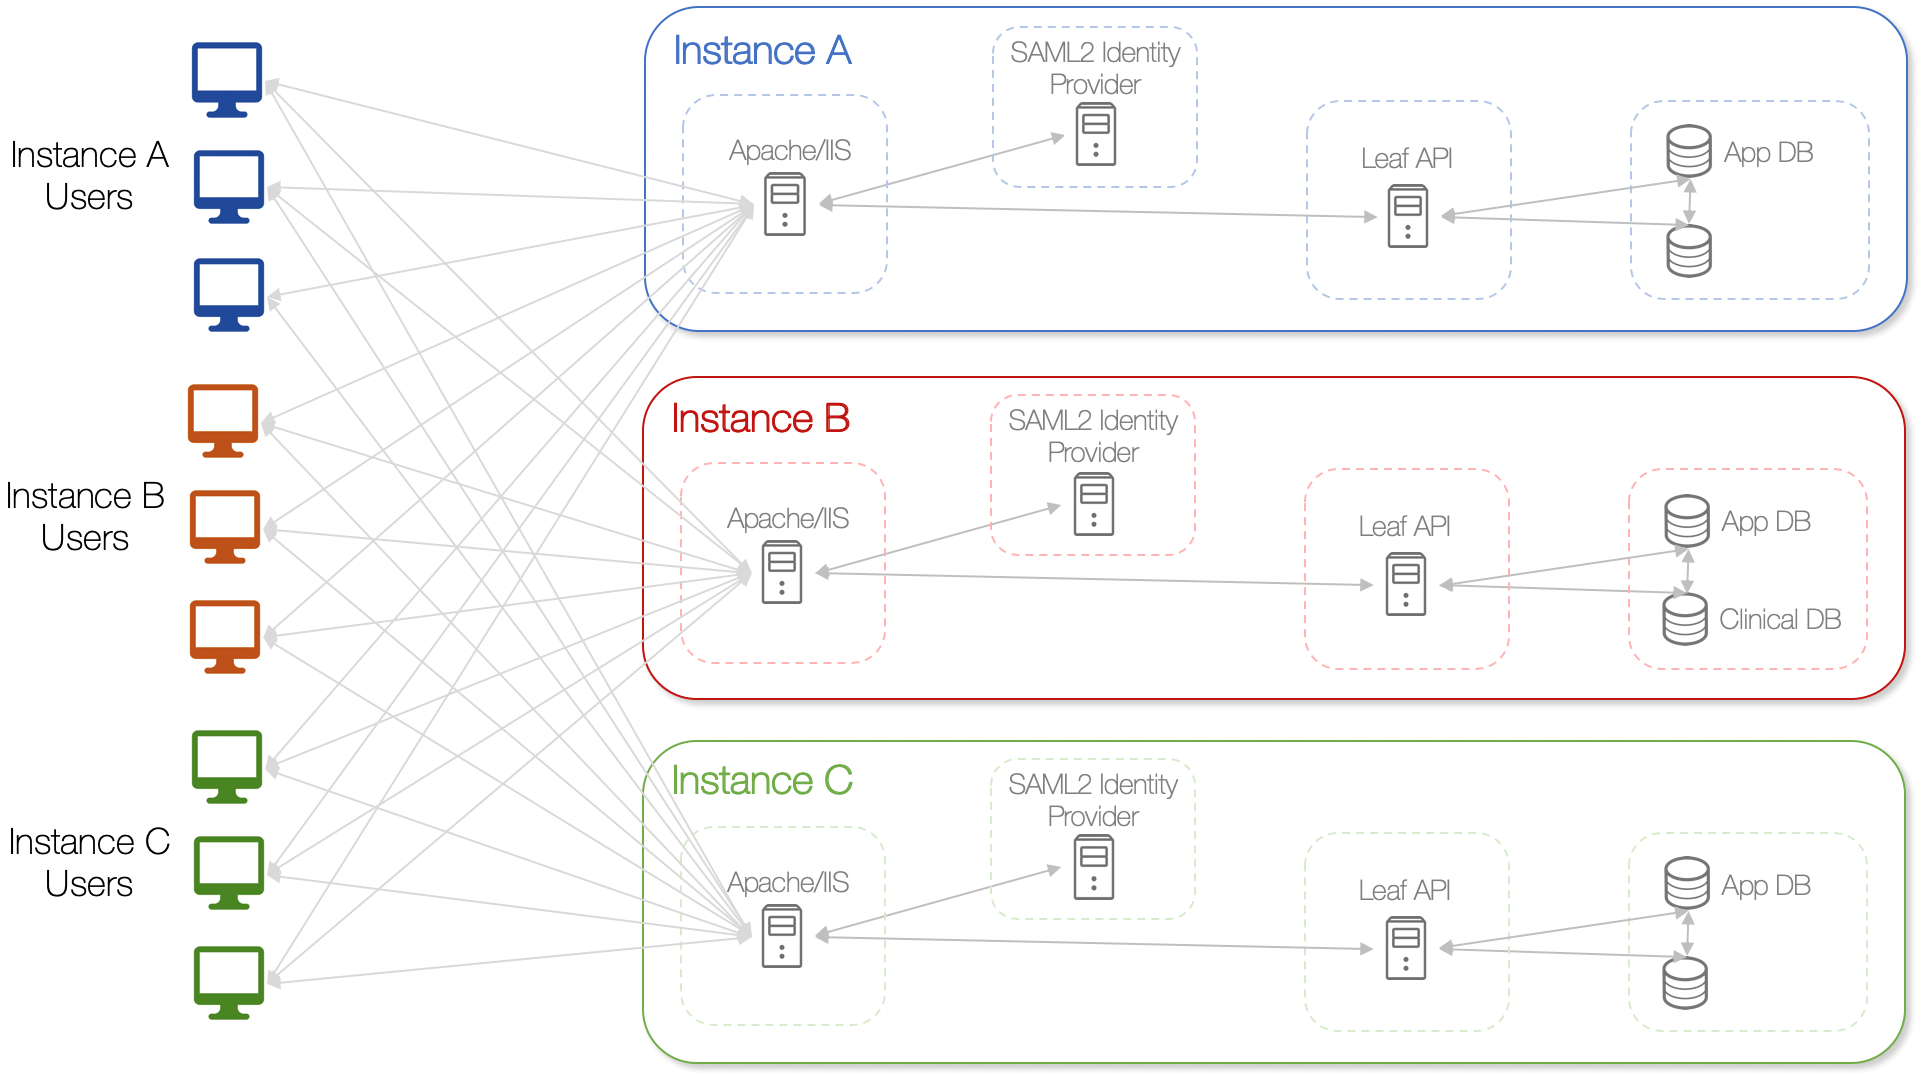 Instance A
Users
Instance B
Users
Instance C
Users
Instance A
SAML2 Identity
Provider
Apache/IIS
Leaf API
App DB
Instance B
SAML2 Identity
Provider
Apache/IIS
Leaf API
App DB
Clinical DB
Instance C
SAML2 Identity
Provider
Apache/IIS
Leaf API
App DB